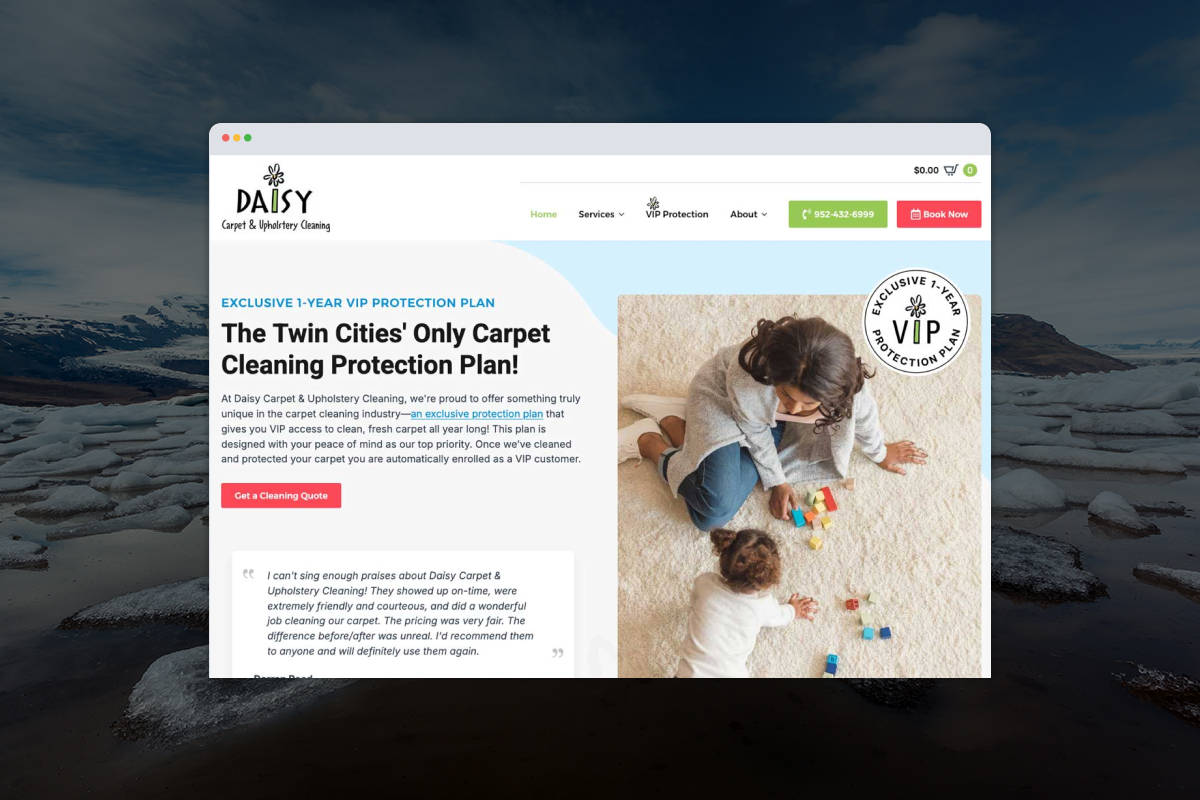 $0.00 0
DAISY
Carpet & Upholstery Cleaning
Home Services VIP Protection About 952-432-6999 Book Now
EXCLUSIVE 1-YEAR VIP PROTECTION PLAN
The Twin Cities' Only Carpet
Cleaning Protection Plan!
At Daisy Carpet & Upholstery Cleaning, we're proud to offer something truly
unique in the carpet cleaning industry—an exclusive protection plan that
gives you VIP access to clean, fresh carpet all year long! This plan is
designed with your peace of mind as our top priority. Once we've cleaned
and protected your carpet you are automatically enrolled as a VIP customer.
Get a Cleaning Quote
EXCLUSIVE 1-YEAR
VIP
PROTECTION PLAN
“ I can't sing enough praises about Daisy Carpet &
Upholstery Cleaning! They showed up on-time, were
extremely friendly and courteous, and did a wonderful
job cleaning our carpet. The pricing was very fair. The
difference before/after was unreal. I'd recommend them
to anyone and will definitely use them again. ”